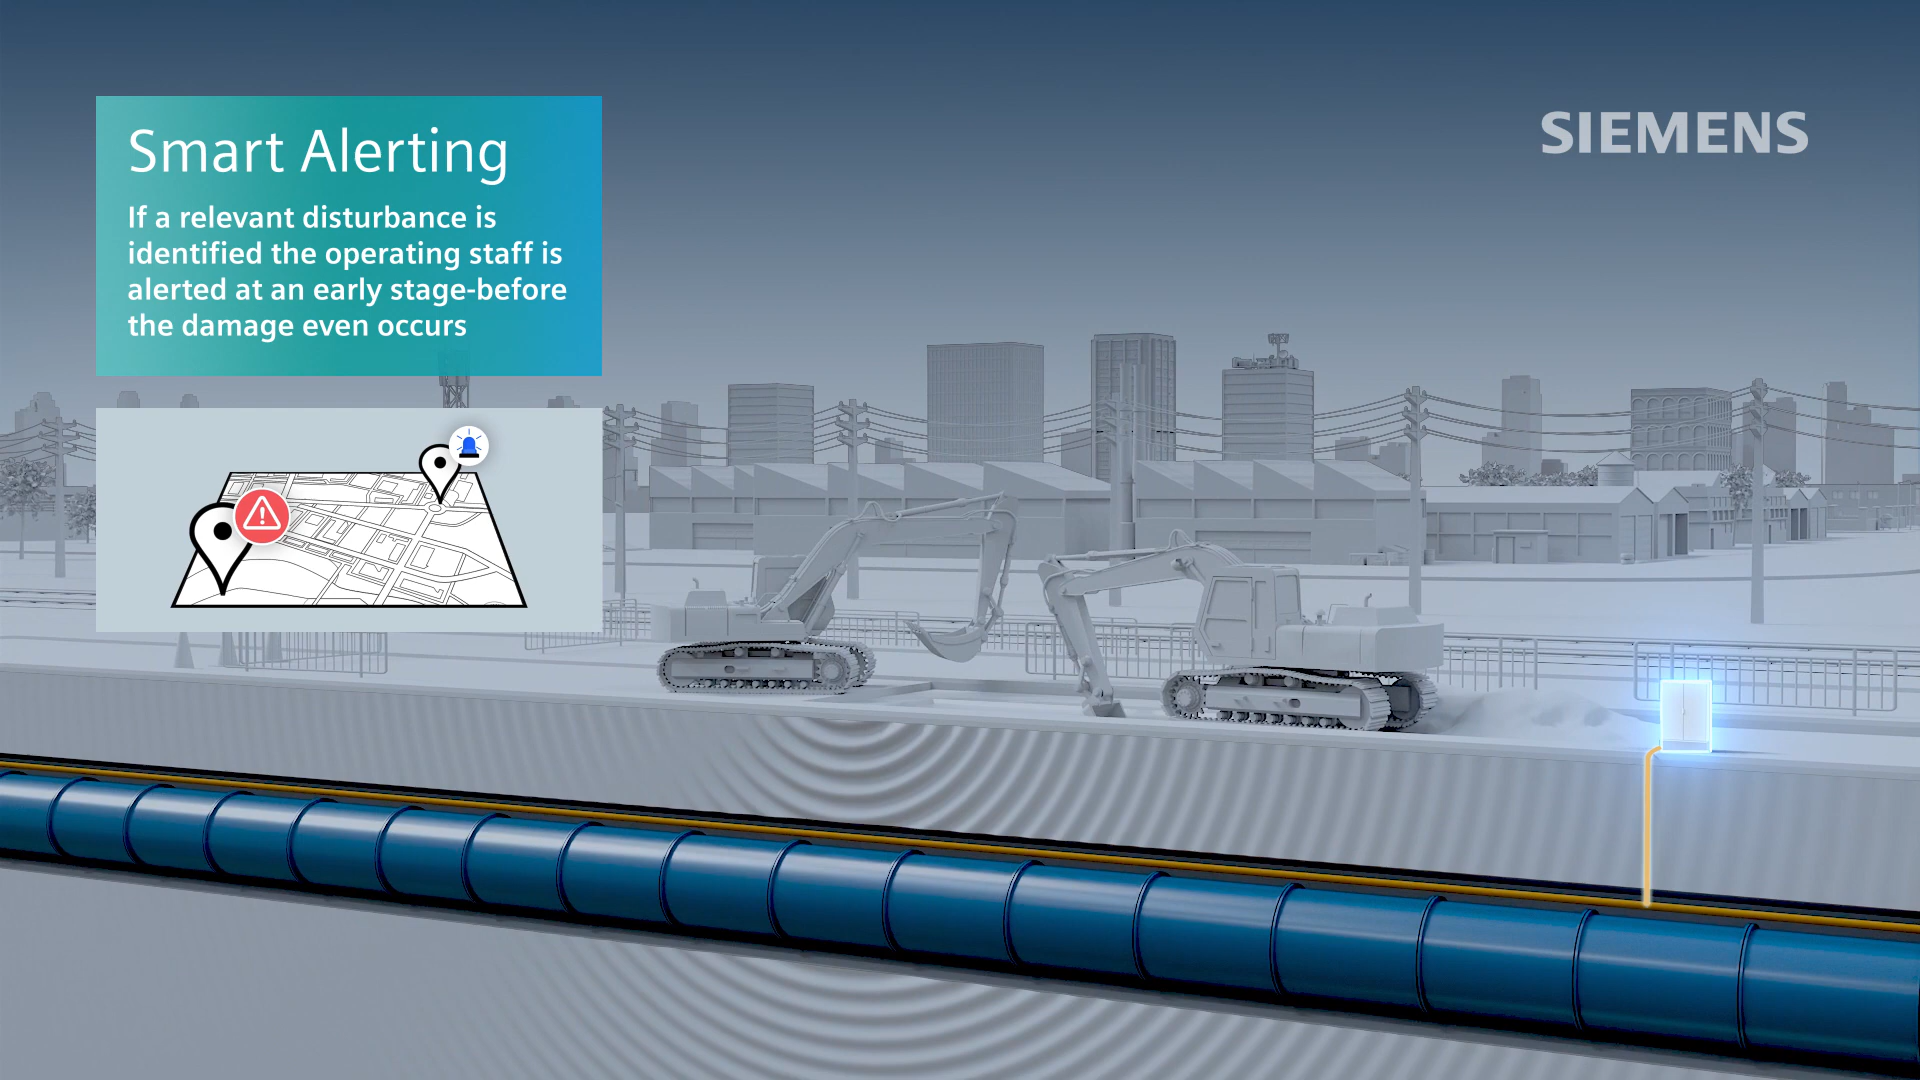 Smart Alerting
If a relevant disturbance is
identified the operating staff is
alerted at an early stage-before
the damage even occurs
SIEMENS